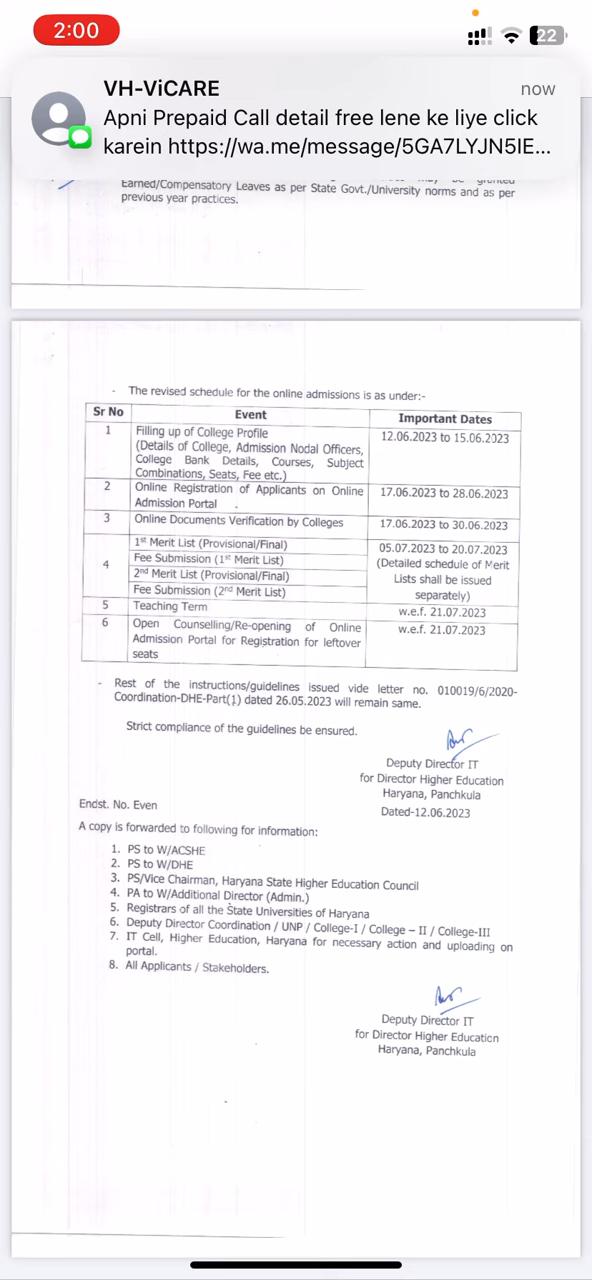 2:00
22
VH-ViCARE
now
Apni Prepaid Call detail free lene ke liye click
karein https://wa.me/message/5GA7LYJN5IE...
Earned/Compensatory Leaves as per State Govt./University norms and as per
previous year practices.
- The revised schedule for the online admissions is as under:-
Sr No Event Important Dates
1 Filling up of College Profile 12.06.2023 to 15.06.2023
(Details of College, Admission Nodal Officers,
College Bank Details, Courses, Subject
Combinations, Seats, Fee etc.)
2 Online Registration of Applicants on Online 17.06.2023 to 28.06.2023
Admission Portal
3 Online Documents Verification by Colleges 17.06.2023 to 30.06.2023
4 1st Merit List (Provisional/Final) 05.07.2023 to 20.07.2023
Fee Submission (1st Merit List) (Detailed schedule of Merit
2nd Merit List (Provisional/Final) Lists shall be issued
Fee Submission (2nd Merit List) separately)
5 Teaching Term w.e.f. 21.07.2023
6 Open Counselling/Re-opening of Online w.e.f. 21.07.2023
Admission Portal for Registration for leftover
seats
- Rest of the instructions/guidelines issued vide letter no. 010019/6/2020-
Coordination-DHE-Part(1) dated 26.05.2023 will remain same.
Strict compliance of the guidelines be ensured.
Deputy Director IT
for Director Higher Education
Haryana, Panchkula
Dated-12.06.2023
Endst. No. Even
A copy is forwarded to following for information:
1. PS to W/ACSHE
2. PS to W/DHE
3. PS/Vice Chairman, Haryana State Higher Education Council
4. PA to W/Additional Director (Admin.)
5. Registrars of all the State Universities of Haryana
6. Deputy Director Coordination / UNP / College-I / College – II / College-III
7. IT Cell, Higher Education, Haryana for necessary action and uploading on
portal.
8. All Applicants / Stakeholders.
Deputy Director IT
for Director Higher Education
Haryana, Panchkula